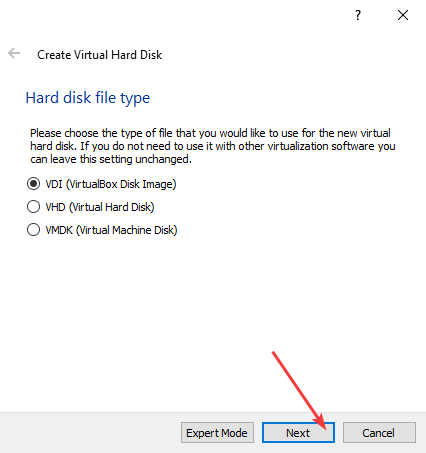 ?
Create Virtual Hard Disk
Hard disk file type
Please choose the type of file that you would like to use for the new virtual
hard disk. If you do not need to use it with other virtualization software you
can leave this setting unchanged.
VDI (VirtualBox Disk Image)
VHD (Virtual Hard Disk)
VMDK (Virtual Machine Disk)
Expert Mode Next Cancel